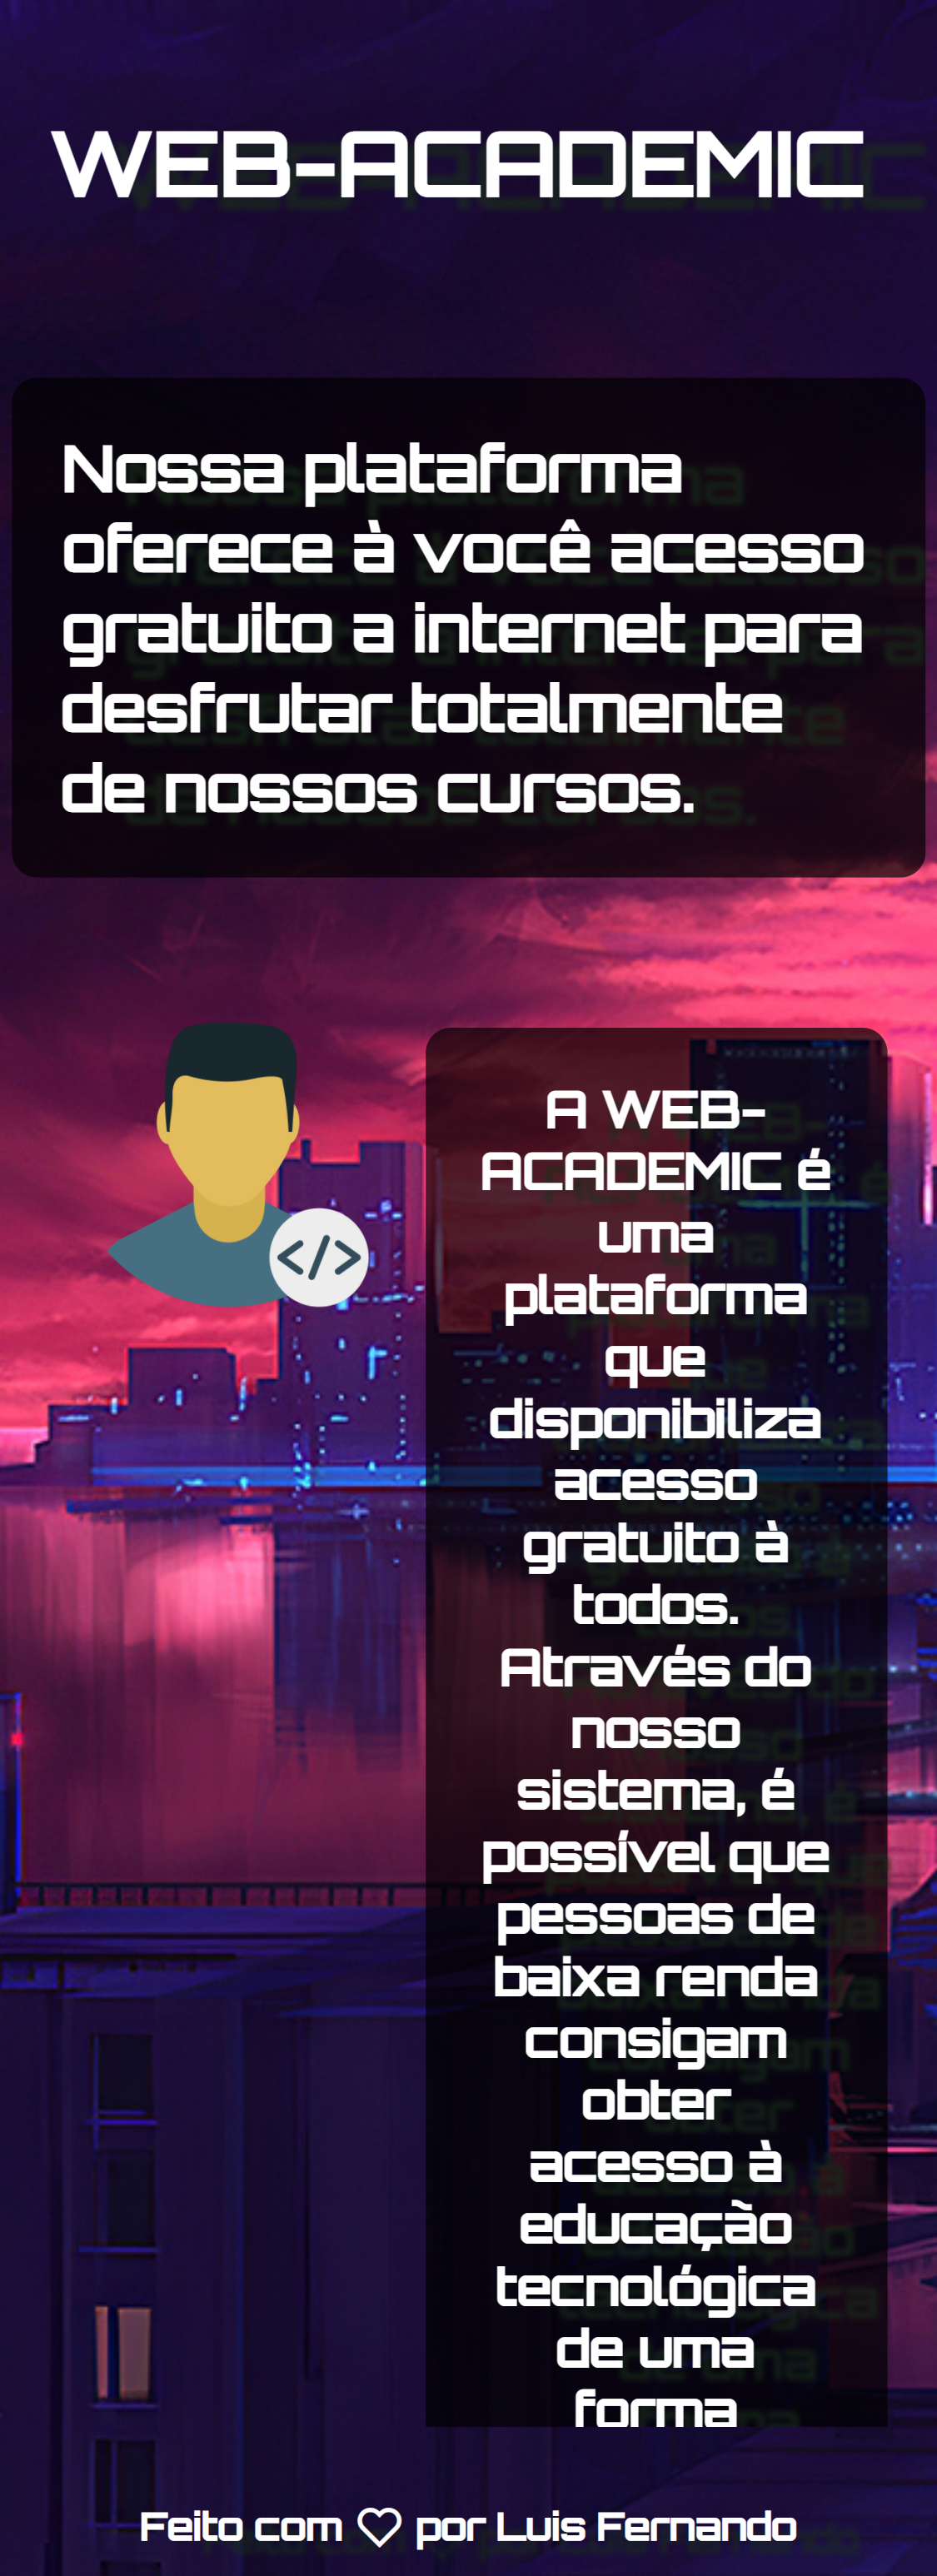 WEB-ACADEMIC
Nossa plataforma
oferece à você acesso
gratuito a internet para
desfrutar totalmente
de nossos cursos.
</>
A WEB-
ACADEMIC é
uma
plataforma
que
disponibiliza
acesso
gratuito à
todos.
Através do
nosso
sistema, é
possível que
pessoas de
baixa renda
consigam
obter
acesso à
educação
tecnológica
de uma
forma
Feito com ♡ por Luis Fernando